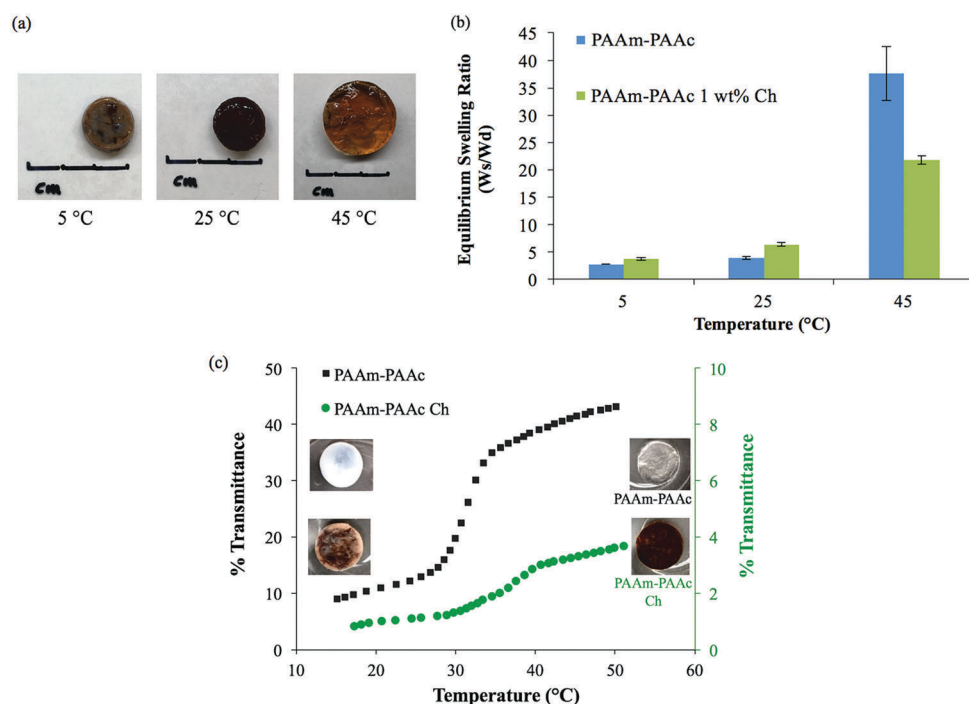 (a)
cm
cm
cm
5 °C
25 °C
45 °C
(b)
PAAm-PAAc
PAAm-PAAc 1 wt% Ch
Equilibrium Swelling Ratio
(Ws/Wd)
45
40
35
30
25
20
15
10
5
0
5
25
45
Temperature (°C)
(c)
PAAm-PAAc
PAAm-PAAc Ch
% Transmittance
50
40
30
20
10
0
PAAm-PAAc
PAAm-PAAc
Ch
10
8
6
4
2
0
% Transmittance
10
20
30
40
50
60
Temperature (°C)